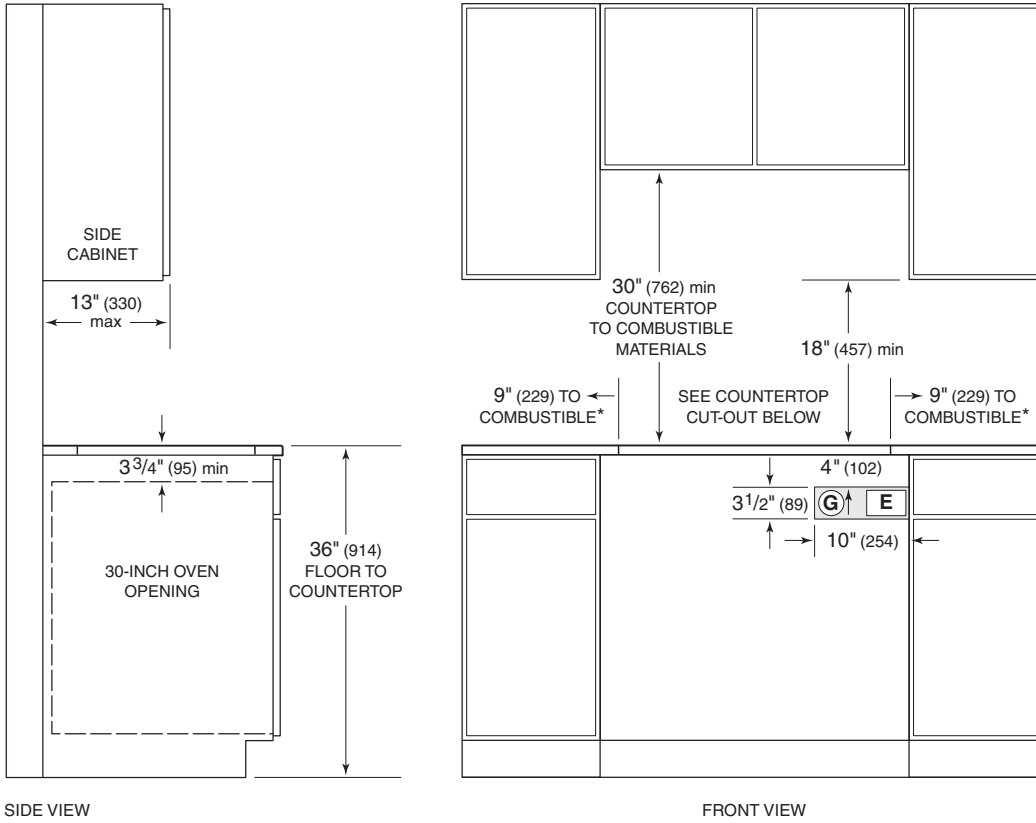 SIDE
CABINET
13" (330)
max
3 3/4" (95) min
30-INCH OVEN
OPENING
36" (914)
FLOOR TO
COUNTERTOP
SIDE VIEW
30" (762) min
COUNTERTOP
TO COMBUSTIBLE
MATERIALS
18" (457) min
9" (229) TO
COMBUSTIBLE*
SEE COUNTERTOP
CUT-OUT BELOW
9" (229) TO
COMBUSTIBLE*
4" (102)
3 1/2" (89)
G
E
10" (254)
FRONT VIEW